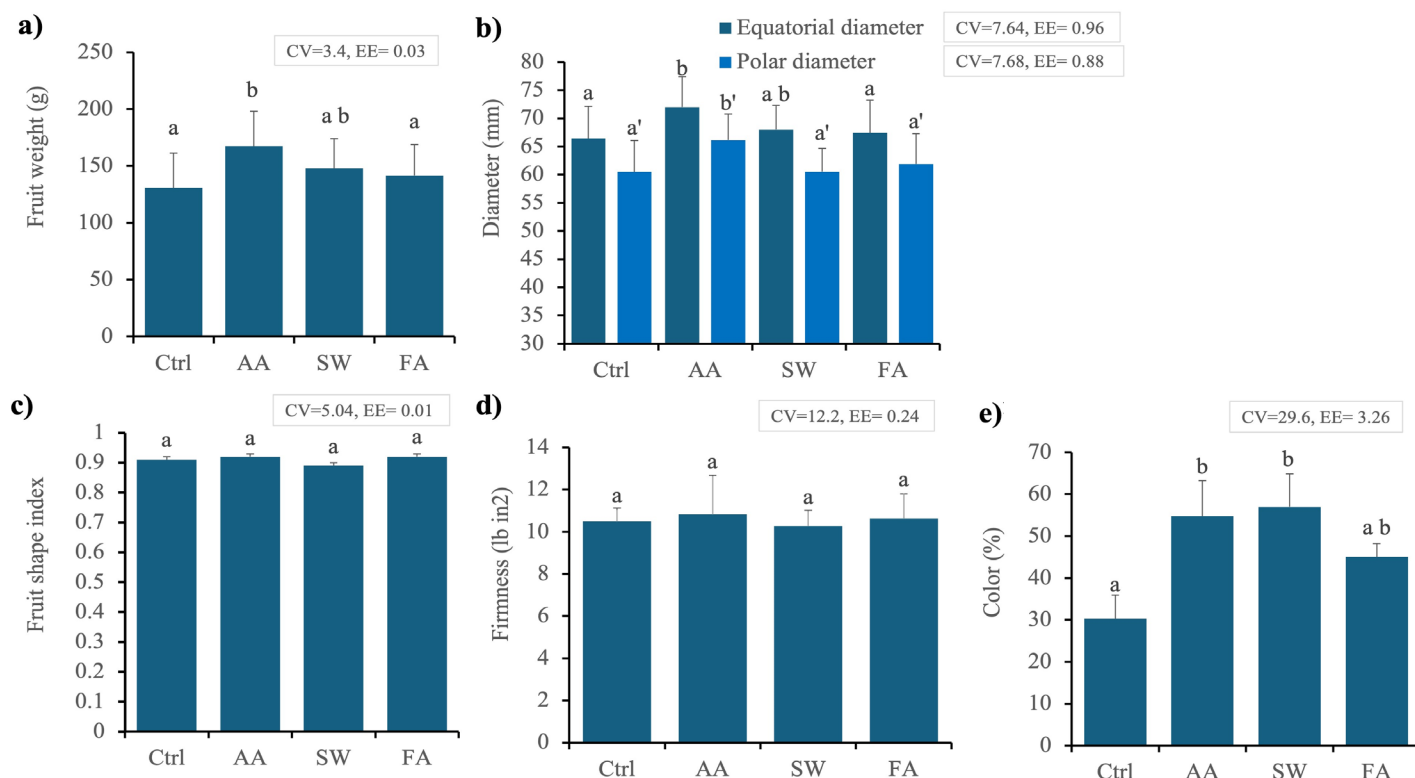 a)
CV=3.4, EE= 0.03
Fruit weight (g)
250
200
150
100
50
0
a
b
a b
a
Ctrl
AA
SW
FA
b)
Equatorial diameter
Polar diameter
CV=7.64, EE= 0.96
CV=7.68, EE= 0.88
Diameter (mm)
80
75
70
65
60
55
50
45
40
35
30
a
a'
b
b'
a b
a'
a
a'
Ctrl
AA
SW
FA
c)
CV=5.04, EE= 0.01
Fruit shape index
1
0.9
0.8
0.7
0.6
0.5
0.4
0.3
0.2
0.1
0
a
a
a
a
Ctrl
AA
SW
FA
d)
CV=12.2, EE= 0.24
Firmness (lb in2)
14
12
10
8
6
4
2
0
a
a
a
a
Ctrl
AA
SW
FA
e)
CV=29.6, EE= 3.26
Color (%)
70
60
50
40
30
20
10
0
a
b
b
a b
Ctrl
AA
SW
FA